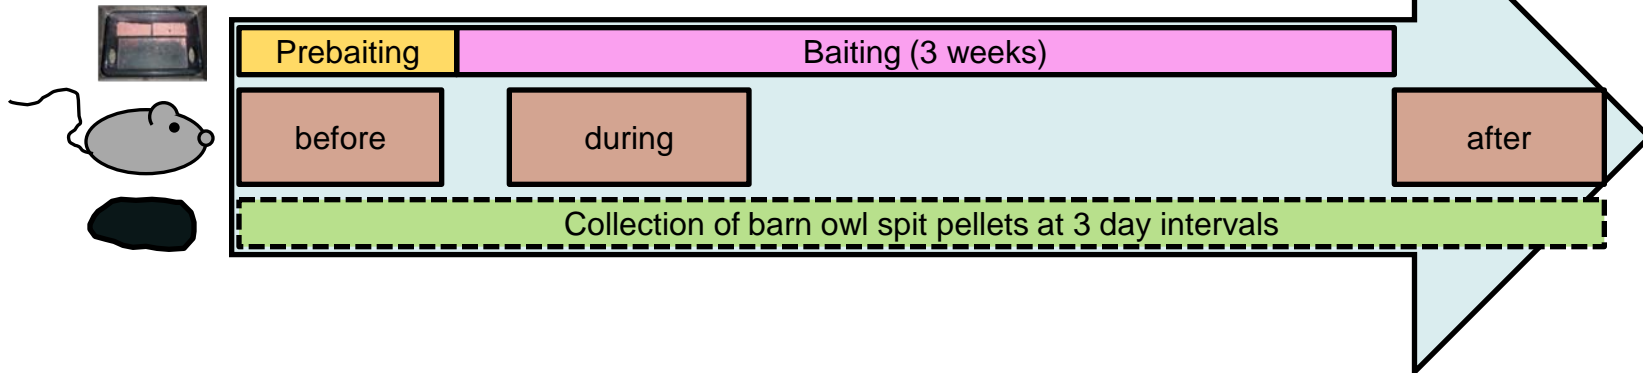 Prebaiting
Baiting (3 weeks)
before
during
after
Collection of barn owl spit pellets at 3 day intervals